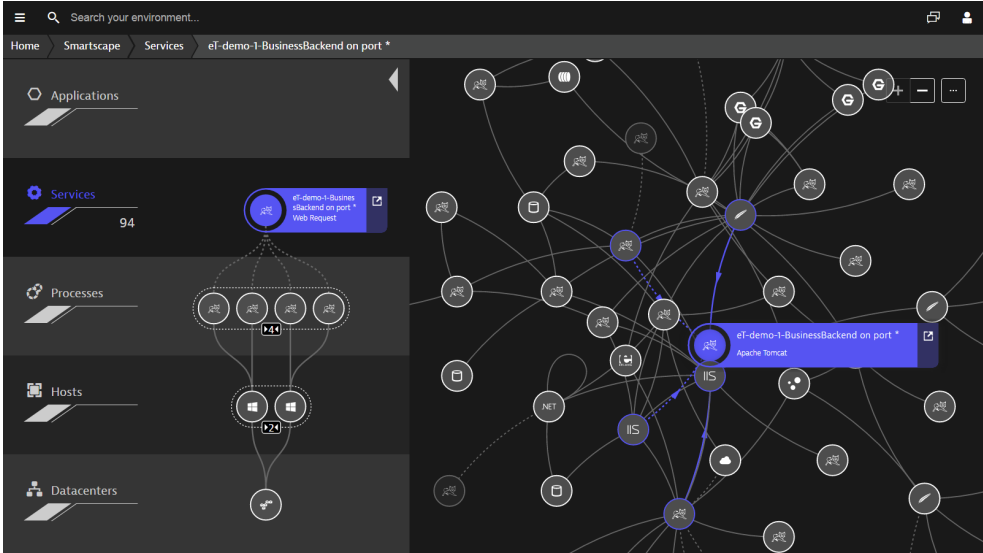 Search your environment...
Home Smartscape Services eT-demo-1-BusinessBackend on port *
Applications
Services
94
eT-demo-1-Busines
sBackend on port *
Web Request
Processes
4
Hosts
2
Datacenters
eT-demo-1-BusinessBackend on port *
Apache Tomcat
IIS
.NET
IIS